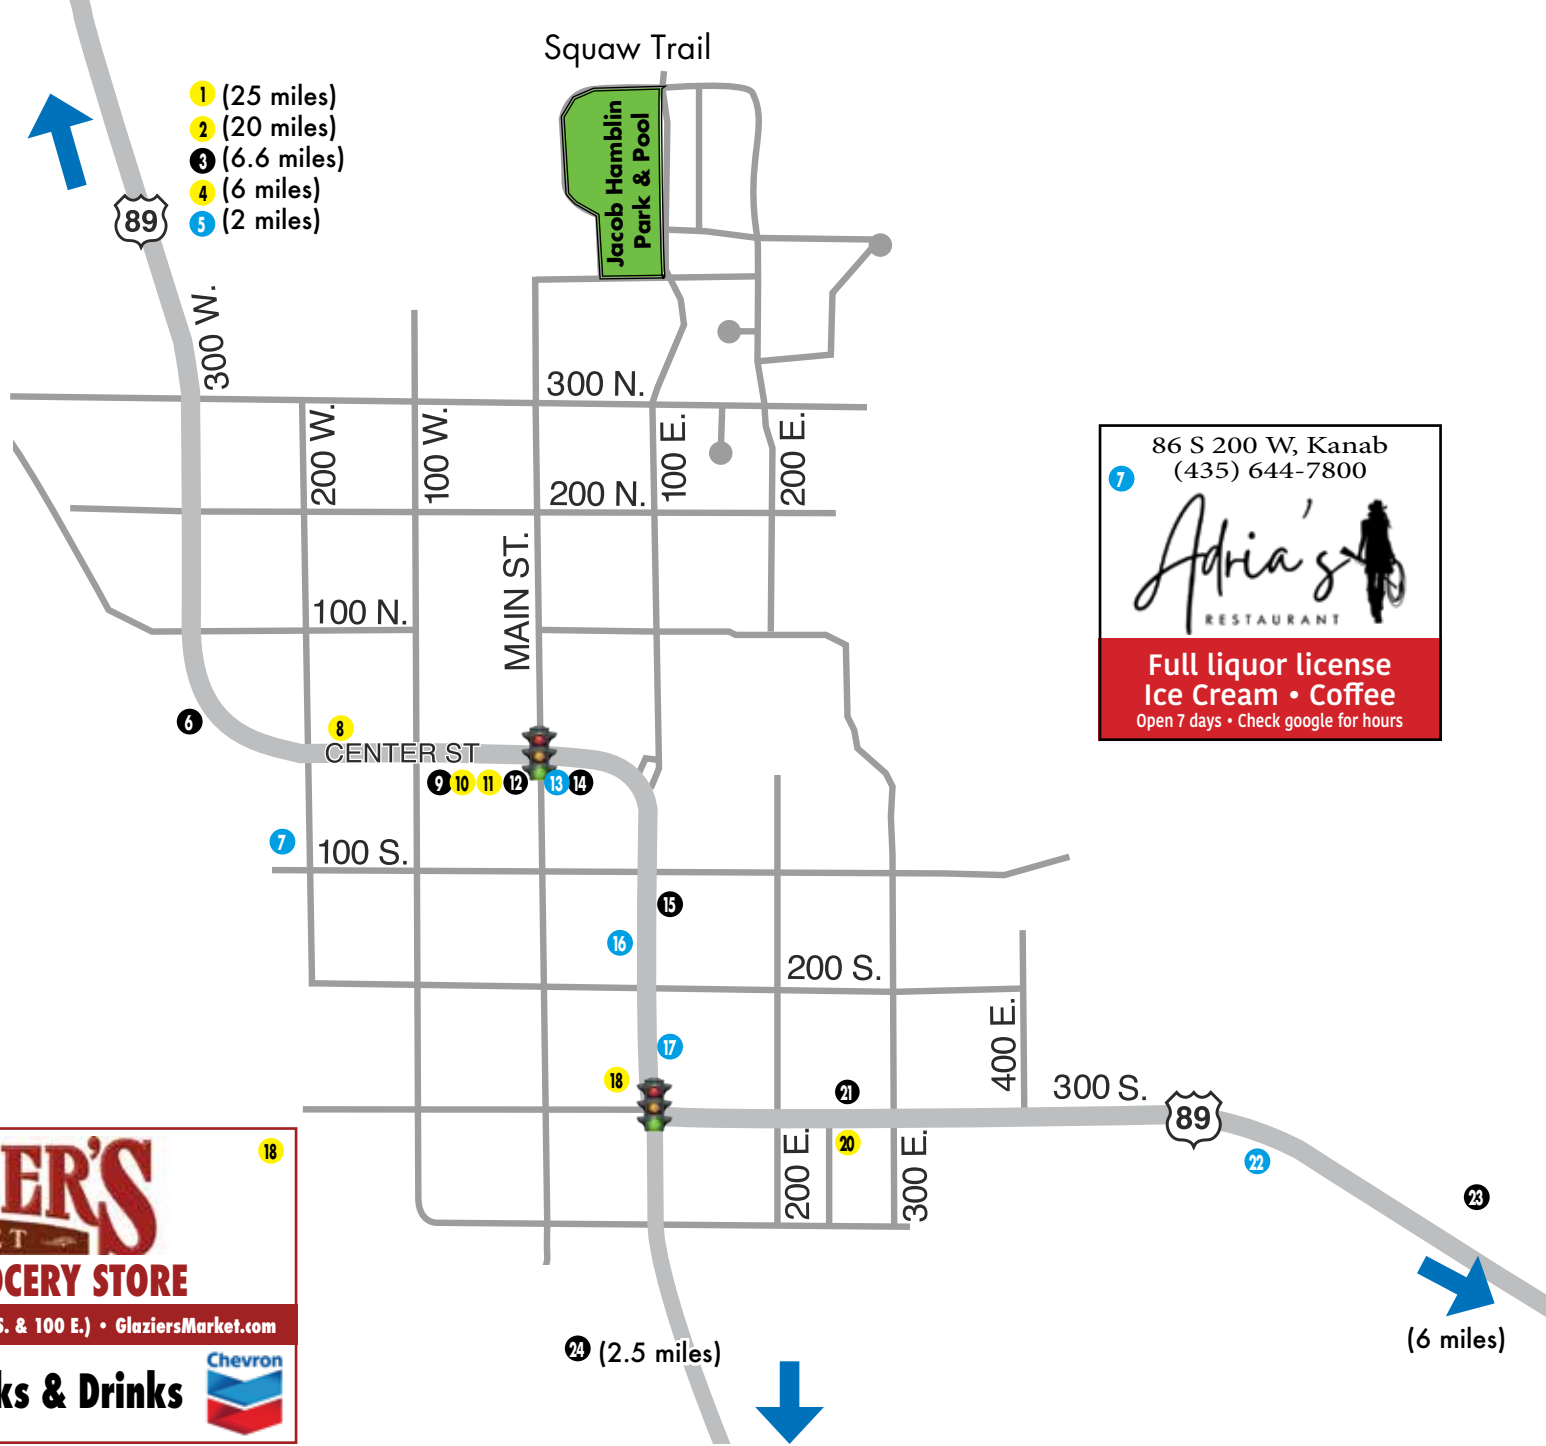 Squaw Trail
1 (25 miles)
2 (20 miles)
3 (6.6 miles)
4 (6 miles)
5 (2 miles)
Jacob Hamblin
Park & Pool
89
300 W.
300 N.
200 W.
100 W.
100 E.
200 E.
200 N.
MAIN ST.
100 N.
86 S 200 W, Kanab
(435) 644-7800
7
Adria's
RESTAURANT
Full liquor license
Ice Cream • Coffee
Open 7 days • Check google for hours
6
8
CENTER ST
9 10 11 12 13 14
7
100 S.
15
16
200 S.
17
18
400 E.
21
300 S.
89
20
200 E.
300 E.
22
23
(6 miles)
24 (2.5 miles)
18
ER'S
ET
OCERY STORE
S. & 100 E.) • GlaziersMarket.com
ks & Drinks
Chevron